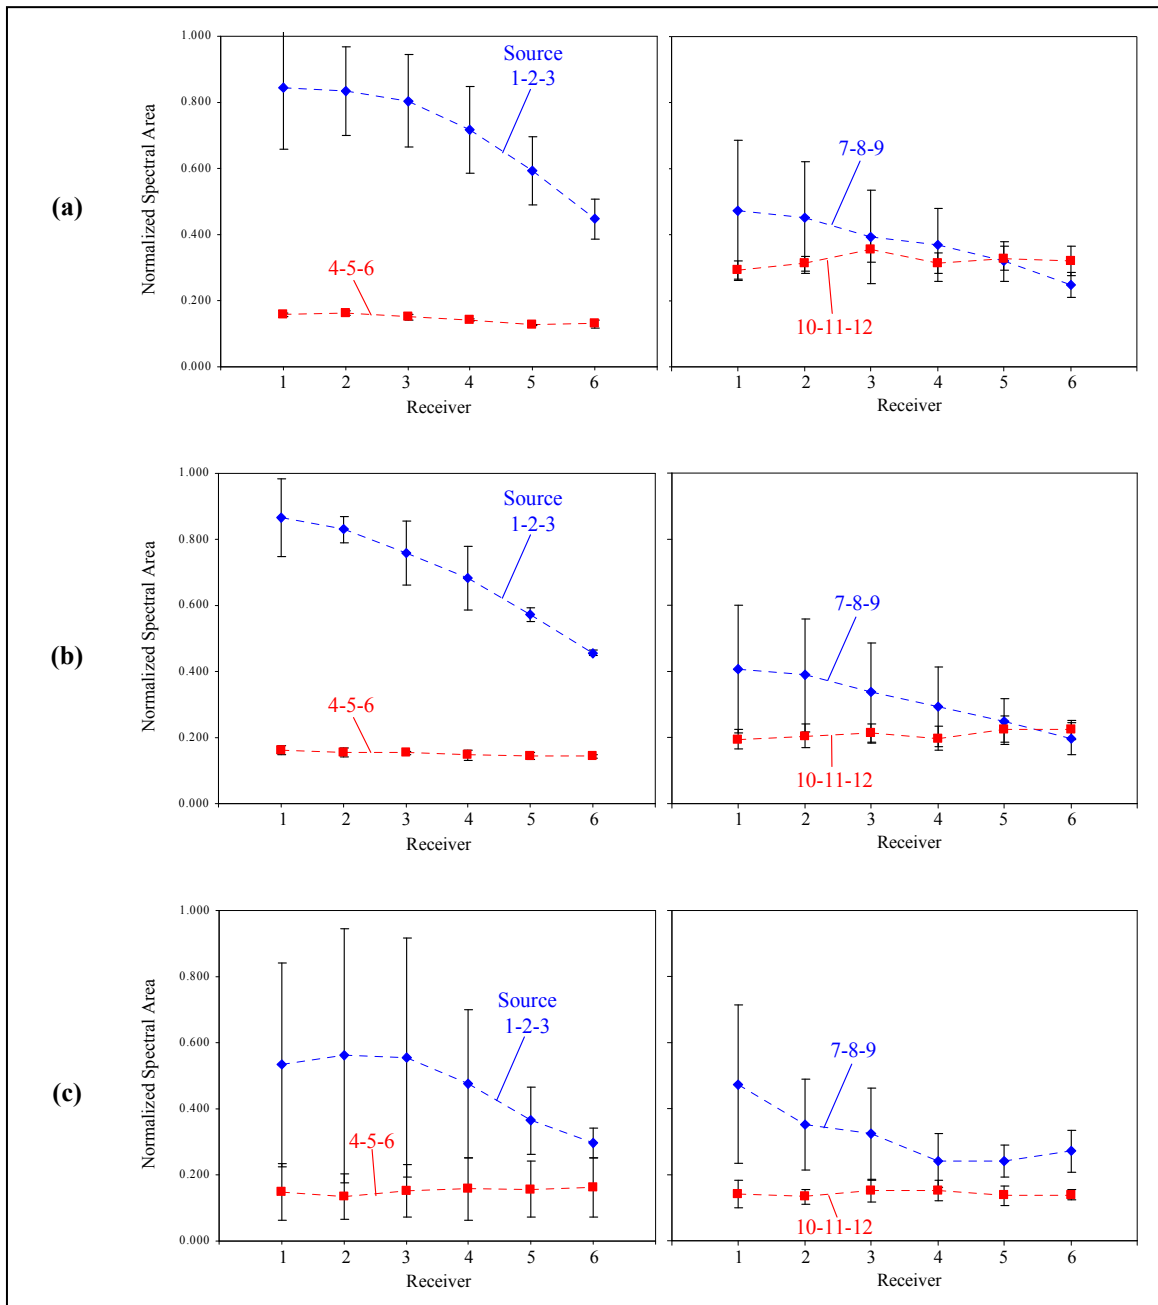 (a)
Normalized Spectral Area
1.000
0.800
0.600
0.400
0.200
0.000
Source
1-2-3
4-5-6
1 2 3 4 5 6
Receiver
7-8-9
10-11-12
1 2 3 4 5 6
Receiver
(b)
Normalized Spectral Area
1.000
0.800
0.600
0.400
0.200
0.000
Source
1-2-3
4-5-6
1 2 3 4 5 6
Receiver
7-8-9
10-11-12
1 2 3 4 5 6
Receiver
(c)
Normalized Spectral Area
1.000
0.800
0.600
0.400
0.200
0.000
Source
1-2-3
4-5-6
1 2 3 4 5 6
Receiver
7-8-9
10-11-12
1 2 3 4 5 6
Receiver